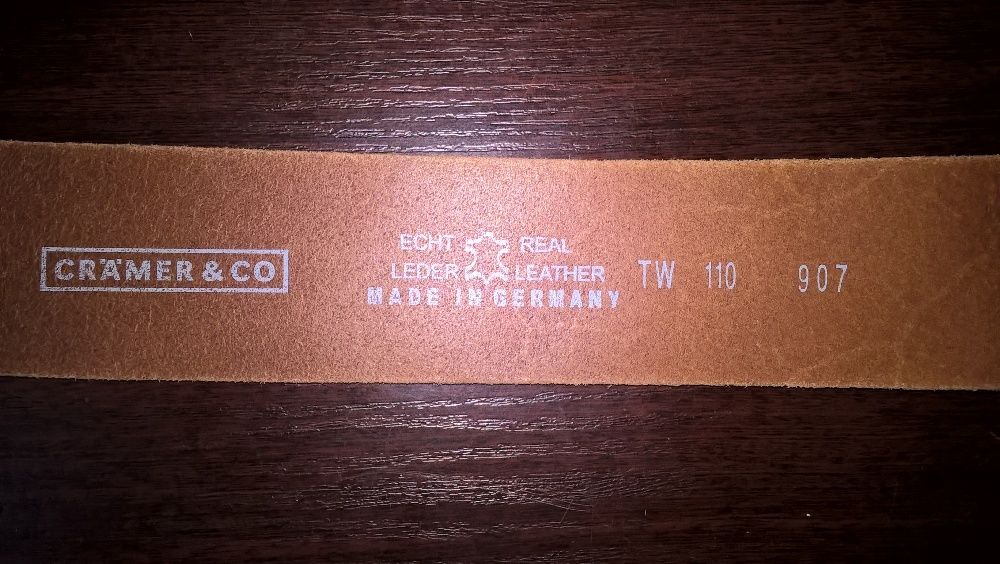 CRÄMER & CO
ECHT REAL
LEDER LEATHER
MADE IN GERMANY
TW 110 907